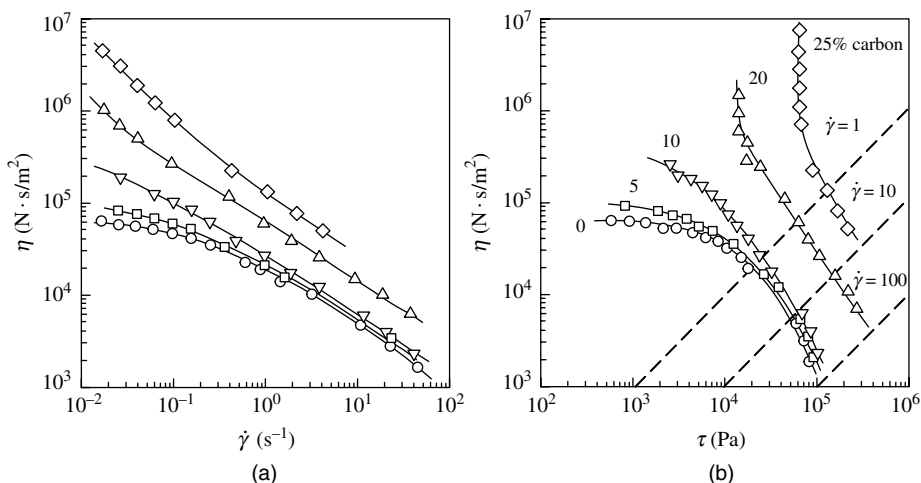 10⁷
10⁶
10⁵
10⁴
10³
η (N · s/m²)
10⁻² 10⁻¹ 10⁰ 10¹ 10²
γ̇ (s⁻¹)
(a)
10⁷
10⁶
10⁵
10⁴
10³
η (N · s/m²)
25% carbon
20
10
5
0
γ̇ = 1
γ̇ = 10
γ̇ = 100
10² 10³ 10⁴ 10⁵ 10⁶
τ (Pa)
(b)